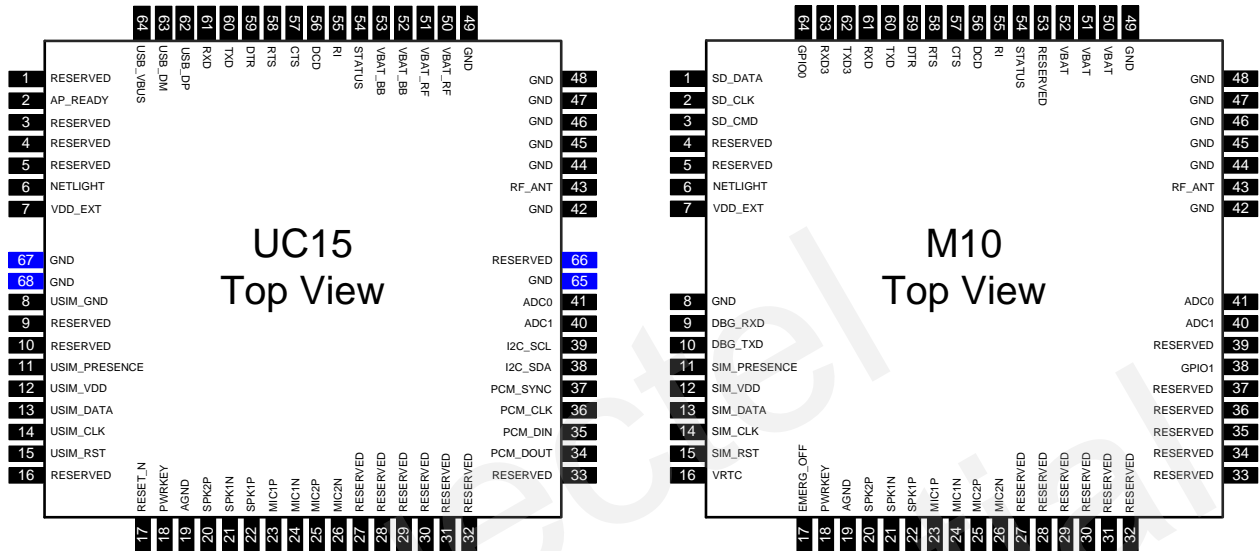 64 63 62 61 60 59 58 57 56 55 54 53 52 51 50 49
USB_VBUS
USB_DM
USB_DP
RXD
TXD
DTR
RTS
CTS
DCD
RI
STATUS
VBAT_BB
VBAT_BB
VBAT_RF
VBAT_RF
GND
1 RESERVED
2 AP_READY
3 RESERVED
4 RESERVED
5 RESERVED
6 NETLIGHT
7 VDD_EXT
67 GND
68 GND
8 USIM_GND
9 RESERVED
10 RESERVED
11 USIM_PRESENCE
12 USIM_VDD
13 USIM_DATA
14 USIM_CLK
15 USIM_RST
16 RESERVED
UC15
Top View
GND 48
GND 47
GND 46
GND 45
GND 44
RF_ANT 43
GND 42
RESERVED 66
GND 65
ADC0 41
ADC1 40
I2C_SCL 39
I2C_SDA 38
PCM_SYNC 37
PCM_CLK 36
PCM_DIN 35
PCM_DOUT 34
RESERVED 33
RESET_N
PWRKEY
AGND
SPK2P
SPK1N
SPK1P
MIC1P
MIC1N
MIC2P
MIC2N
RESERVED
RESERVED
RESERVED
RESERVED
RESERVED
RESERVED
17 18 19 20 21 22 23 24 25 26 27 28 29 30 31 32
64 63 62 61 60 59 58 57 56 55 54 53 52 51 50 49
GPIO0
RXD3
TXD3
RXD
TXD
DTR
RTS
CTS
DCD
RI
STATUS
RESERVED
VBAT
VBAT
VBAT
GND
1 SD_DATA
2 SD_CLK
3 SD_CMD
4 RESERVED
5 RESERVED
6 NETLIGHT
7 VDD_EXT
8 GND
9 DBG_RXD
10 DBG_TXD
11 SIM_PRESENCE
12 SIM_VDD
13 SIM_DATA
14 SIM_CLK
15 SIM_RST
16 VRTC
M10
Top View
GND 48
GND 47
GND 46
GND 45
GND 44
RF_ANT 43
GND 42
ADC0 41
ADC1 40
RESERVED 39
GPIO1 38
RESERVED 37
RESERVED 36
RESERVED 35
RESERVED 34
RESERVED 33
EMERG_OFF
PWRKEY
AGND
SPK2P
SPK1N
SPK1P
MIC1P
MIC1N
MIC2P
MIC2N
RESERVED
RESERVED
RESERVED
RESERVED
RESERVED
RESERVED
17 18 19 20 21 22 23 24 25 26 27 28 29 30 31 32